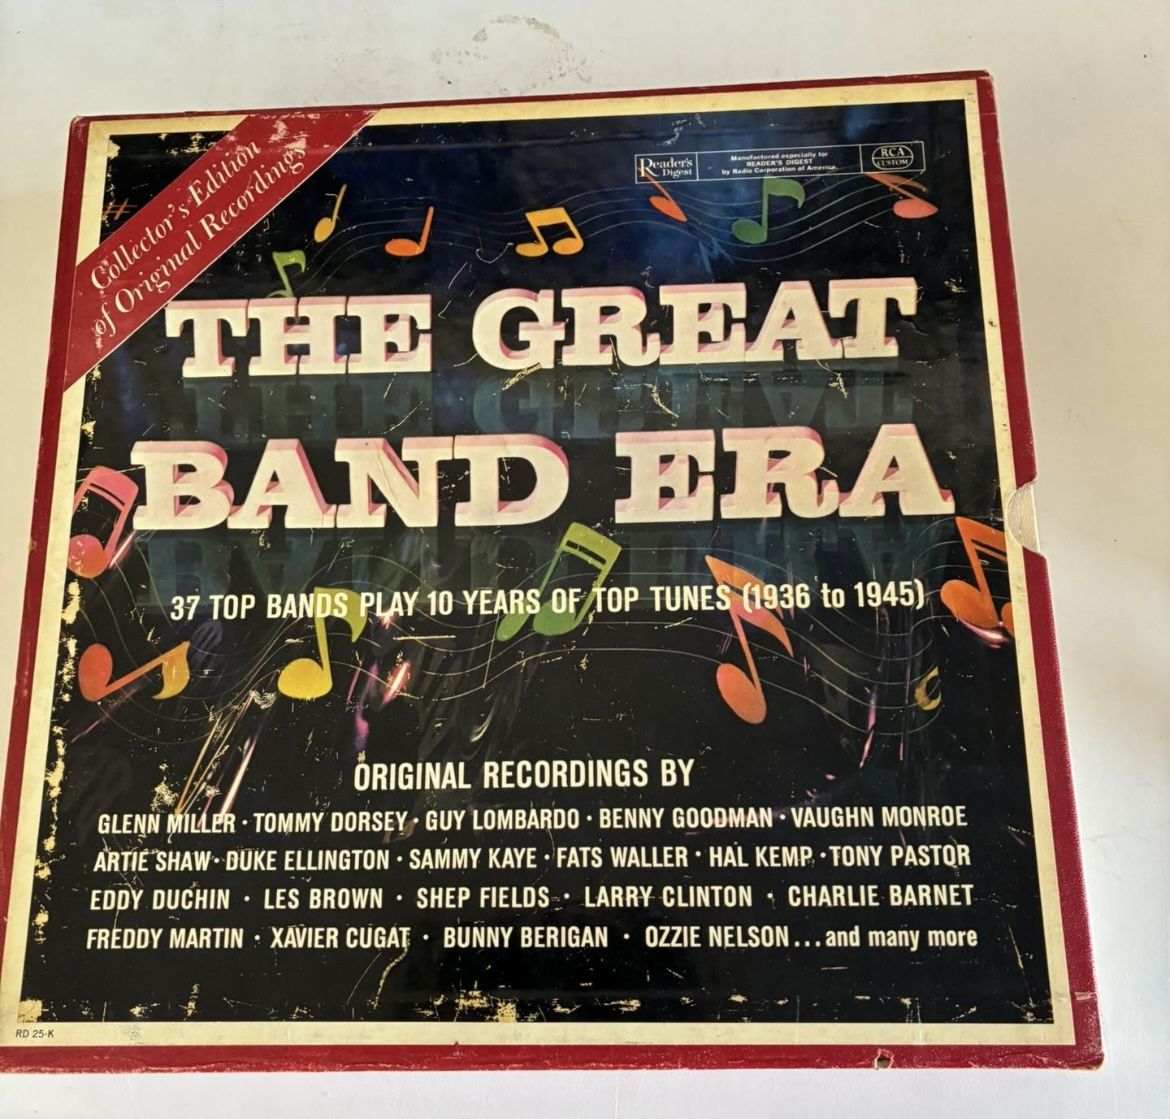 Collector's Edition
of Original Recordings
Reader's
Digest
Manufactured especially for
READER'S DIGEST
by Radio Corporation of America.
RCA
CUSTOM
THE GREAT
BAND ERA
37 TOP BANDS PLAY 10 YEARS OF TOP TUNES (1936 to 1945)
ORIGINAL RECORDINGS BY
GLENN MILLER · TOMMY DORSEY · GUY LOMBARDO · BENNY GOODMAN · VAUGHN MONROE
ARTIE SHAW · DUKE ELLINGTON · SAMMY KAYE · FATS WALLER · HAL KEMP · TONY PASTOR
EDDY DUCHIN · LES BROWN · SHEP FIELDS · LARRY CLINTON · CHARLIE BARNET
FREDDY MARTIN · XAVIER CUGAT · BUNNY BERIGAN · OZZIE NELSON...and many more
RD 25-K